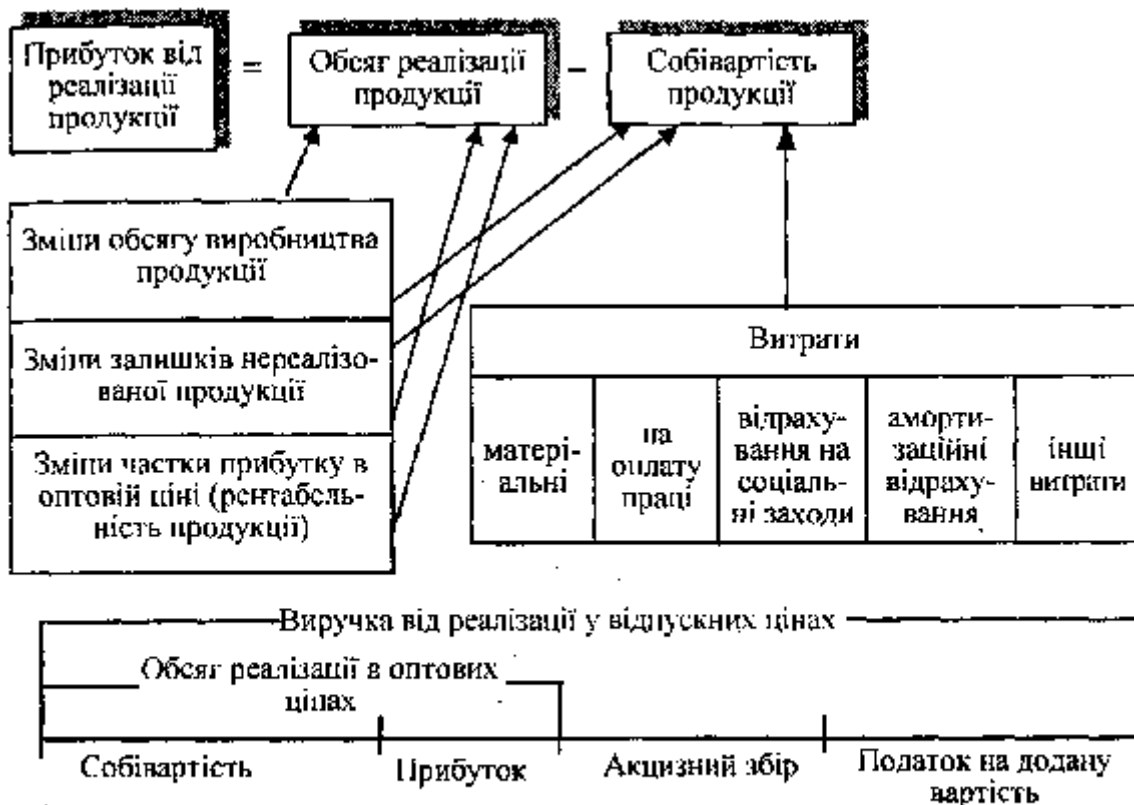 Прибуток від
реалізації
продукції
=
Обсяг реалізації
продукції
–
Собівартість
продукції
Зміни обсягу виробництва
продукції
Зміни залишків нереалізо-
ваної продукції
Зміни частки прибутку в
оптовій ціні (рентабель-
ність продукції)
Витрати
матері-
альні
на
оплату
праці
відраху-
вання на
соціаль-
ні заходи
аморти-
заційні
відраху-
вання
інші
витрати
Виручка від реалізації у відпускних цінах
Обсяг реалізації в оптових
цінах
Собівартість
Прибуток
Акцизний збір
Податок на додану
вартість